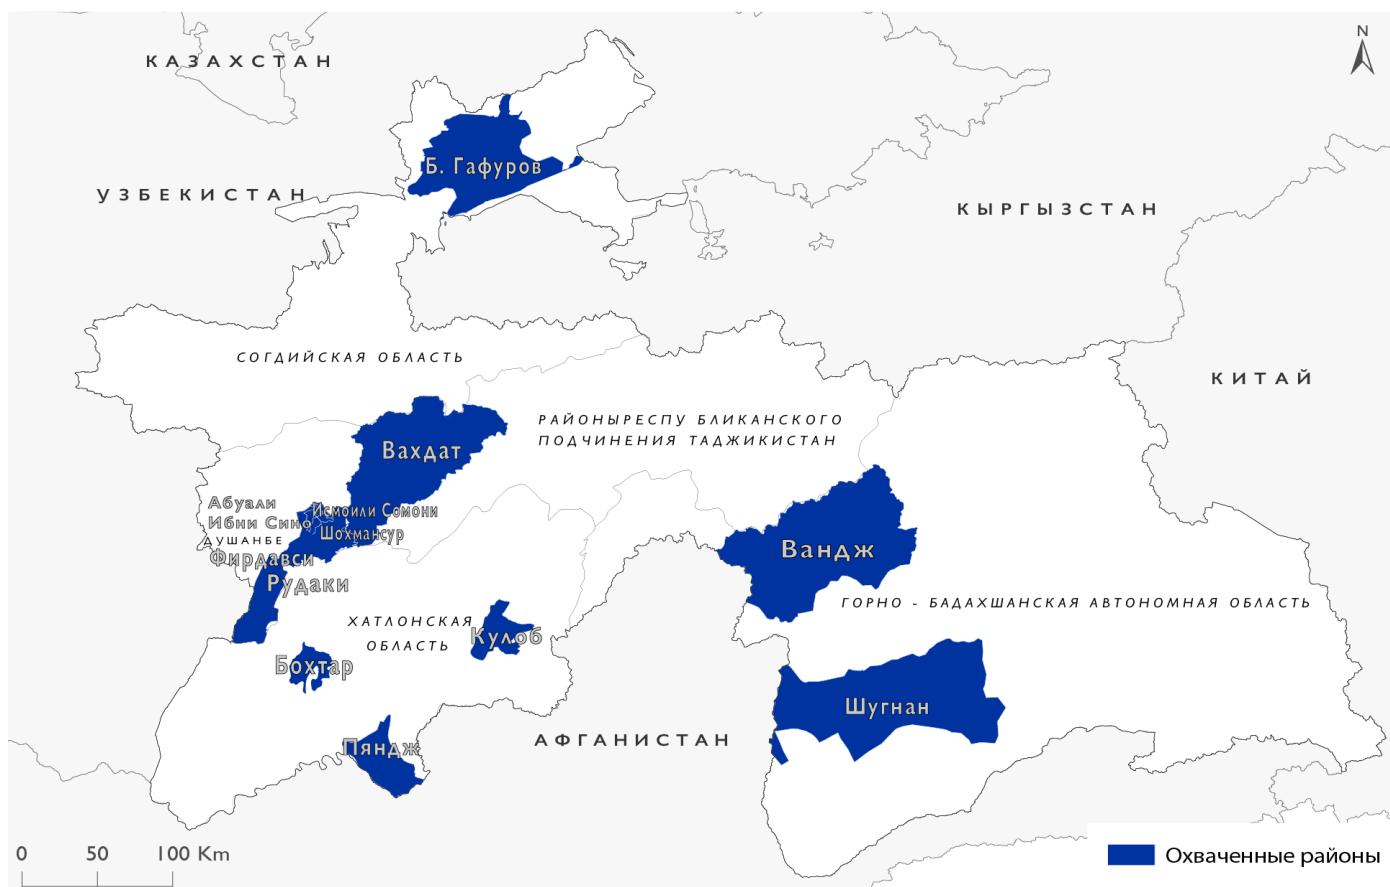 N
КАЗАХСТАН
Б. Гафуров
УЗБЕКИСТАН
КЫРГЫЗСТАН
СОГДИЙСКАЯ ОБЛАСТЬ
КИТАЙ
РАЙОНЫРЕСПУ БЛИКАНСКОГО
ПОДЧИНЕНИЯ ТАДЖИКИСТАН
Вахдат
Абуали
Ибни Сино
Исмоили Сомони
Шохмансур
ДУШАНБЕ
Фирдавси
Рудаки
Вандж
ГОРНО - БАДАХШАНСКАЯ АВТОНОМНАЯ ОБЛАСТЬ
ХАТЛОНСКАЯ
ОБЛАСТЬ
Кулоб
Бохтар
Шугнан
Пяндж
АФГАНИСТАН
0 50 100 Km
Охваченные районы